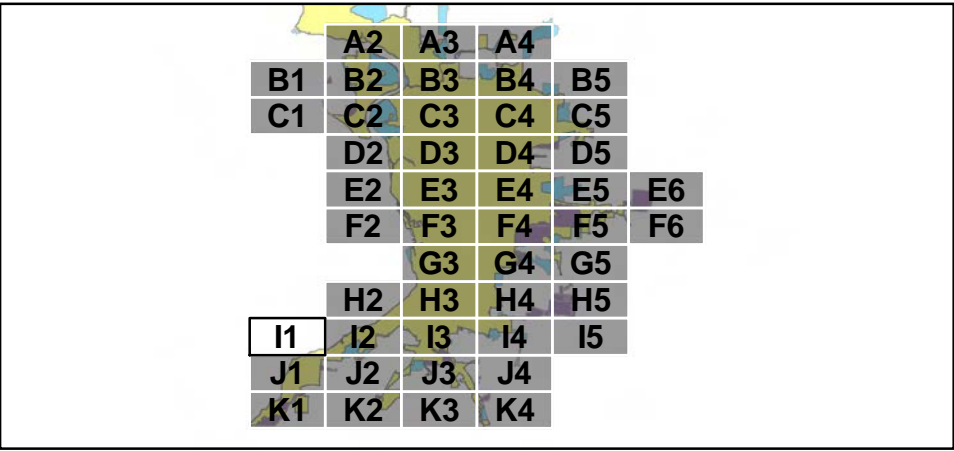 A2 A3 A4
B1 B2 B3 B4 B5
C1 C2 C3 C4 C5
D2 D3 D4 D5
E2 E3 E4 E5 E6
F2 F3 F4 F5 F6
G3 G4 G5
H2 H3 H4 H5
I1 I2 I3 I4 I5
J1 J2 J3 J4
K1 K2 K3 K4